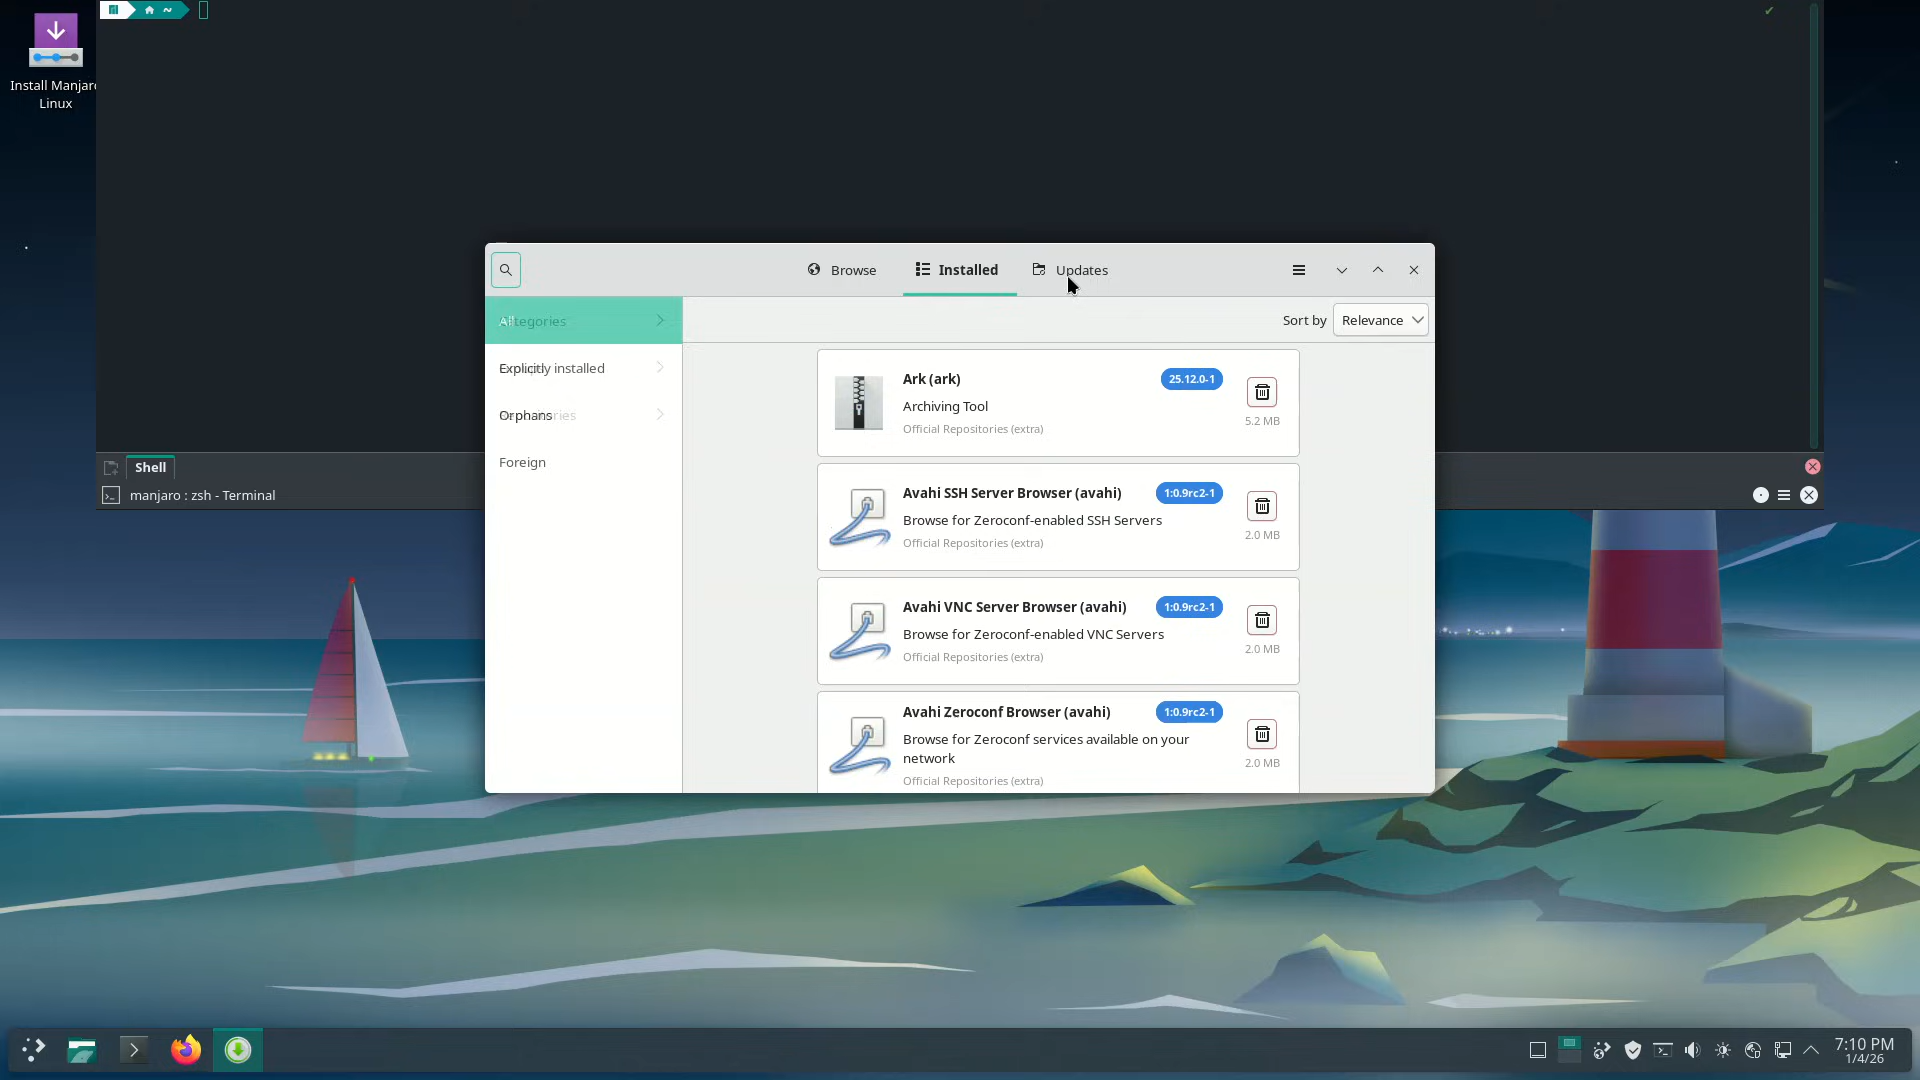 Install Manjaro
Linux
Browse
Installed
Updates
All
Sort by
Relevance
Explicitly installed
Orphans
Foreign
Ark (ark)
25.12.0-1
Archiving Tool
5.2 MB
Official Repositories (extra)
Avahi SSH Server Browser (avahi)
1:0.9rc2-1
Browse for Zeroconf-enabled SSH Servers
2.0 MB
Official Repositories (extra)
Avahi VNC Server Browser (avahi)
1:0.9rc2-1
Browse for Zeroconf-enabled VNC Servers
2.0 MB
Official Repositories (extra)
Avahi Zeroconf Browser (avahi)
1:0.9rc2-1
Browse for Zeroconf services available on your
network
2.0 MB
Official Repositories (extra)
Shell
manjaro : zsh - Terminal
7:10 PM
1/4/26